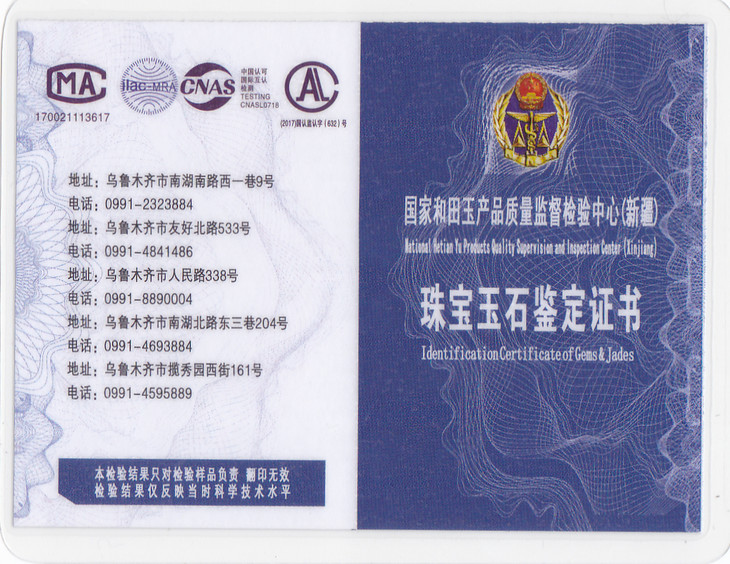 CMA
170021113617
ilac-MRA
CNAS
中国认可
国际互认
检测
TESTING
CNASL0718
CAL
(2017)国认监认字(632)号
地址：乌鲁木齐市南湖南路西一巷9号
电话：0991-2323884
地址：乌鲁木齐市友好北路533号
电话：0991-4841486
地址：乌鲁木齐市人民路338号
电话：0991-8890004
地址：乌鲁木齐市南湖北路东三巷204号
电话：0991-4693884
地址：乌鲁木齐市揽秀园西街161号
电话：0991-4595889
本检验结果只对检验样品负责 翻印无效
检验结果仅反映当时科学技术水平
国家和田玉产品质量监督检验中心(新疆)
National Hetian Yu Products Quality Supervision and Inspection Center (Xinjiang)
珠宝玉石鉴定证书
Identification Certificate of Gems & Jades